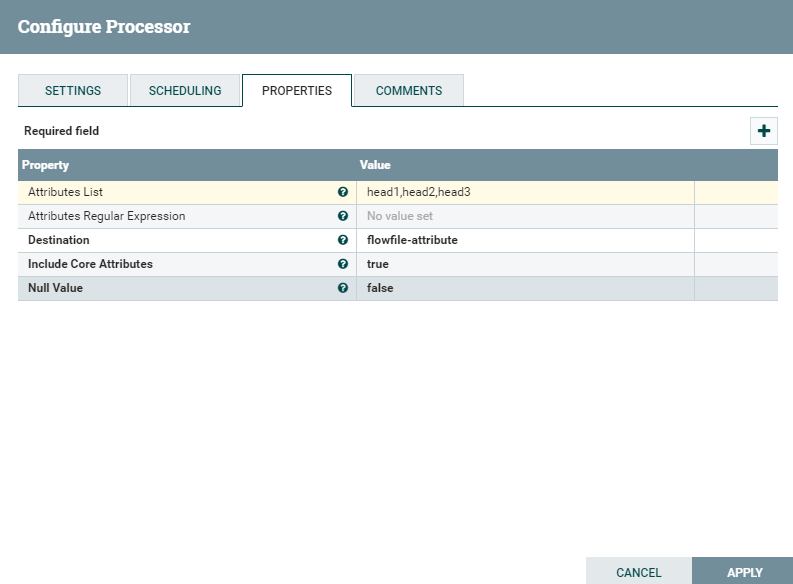 Configure Processor
SETTINGS SCHEDULING PROPERTIES COMMENTS
Required field
Property Value
Attributes List head1,head2,head3
Attributes Regular Expression No value set
Destination flowfile-attribute
Include Core Attributes true
Null Value false
CANCEL APPLY